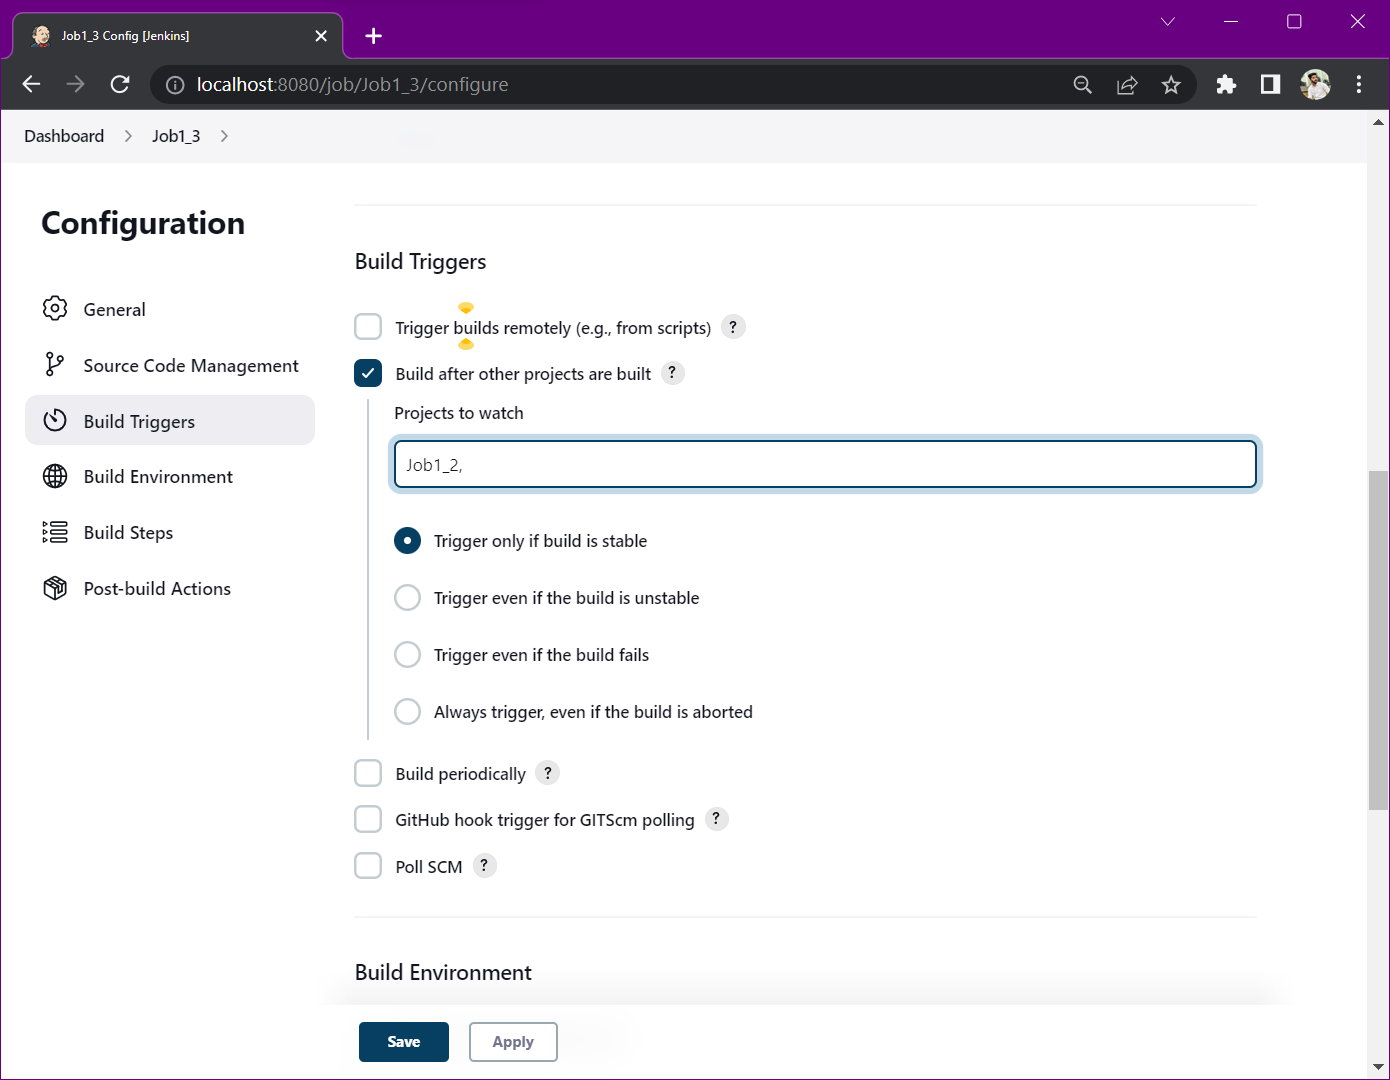 Job1_3 Config [Jenkins]
localhost:8080/job/Job1_3/configure
Dashboard > Job1_3 >
Configuration
General
Source Code Management
Build Triggers
Build Environment
Build Steps
Post-build Actions
Build Triggers
Trigger builds remotely (e.g., from scripts) ?
Build after other projects are built ?
Projects to watch
Job1_2,
Trigger only if build is stable
Trigger even if the build is unstable
Trigger even if the build fails
Always trigger, even if the build is aborted
Build periodically ?
GitHub hook trigger for GITScm polling ?
Poll SCM ?
Build Environment
Save Apply